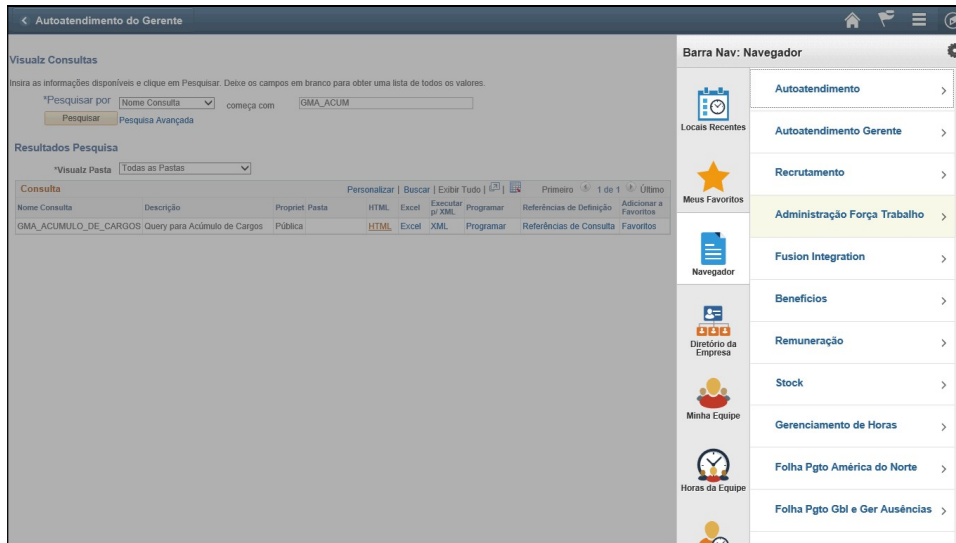 Autoatendimento do Gerente
Visualz Consultas
Insira as informações disponíveis e clique em Pesquisar. Deixe os campos em branco para obter uma lista de todos os valores.
*Pesquisar por Nome Consulta começa com GMA_ACUM
Pesquisar Pesquisa Avançada
Resultados Pesquisa
*Visualz Pasta Todas as Pastas
Consulta Personalizar | Buscar | Exibir Tudo | Primeiro 1 de 1 Último
Nome Consulta Descrição Propriet Pasta HTML Excel Executar p/ XML Programar Referências de Definição Adicionar a Favoritos
GMA_ACUMULO_DE_CARGOS Query para Acúmulo de Cargos Pública HTML Excel XML Programar Referências de Consulta Favoritos
Barra Nav: Navegador
Locais Recentes
Meus Favoritos
Navegador
Diretório da
Empresa
Minha Equipe
Horas da Equipe
Autoatendimento
Autoatendimento Gerente
Recrutamento
Administração Força Trabalho
Fusion Integration
Benefícios
Remuneração
Stock
Gerenciamento de Horas
Folha Pgto América do Norte
Folha Pgto Gbl e Ger Ausências